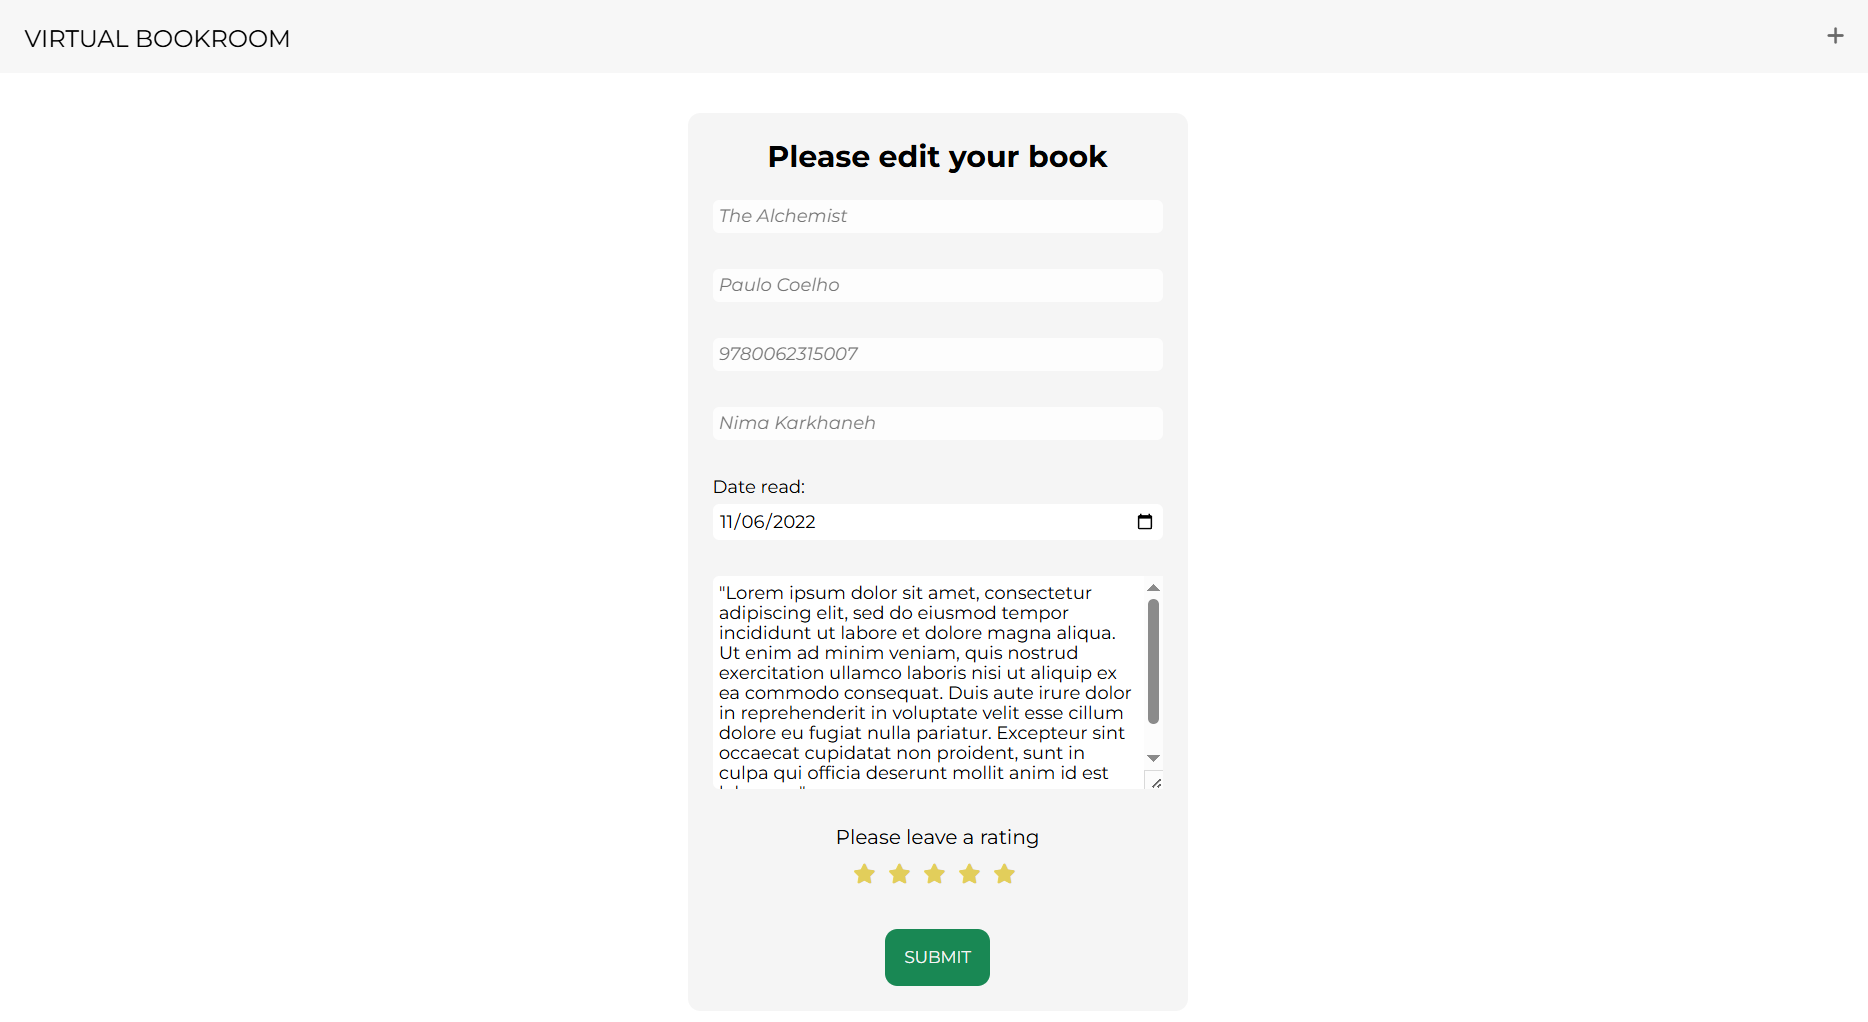 VIRTUAL BOOKROOM
Please edit your book
The Alchemist
Paulo Coelho
9780062315007
Nima Karkhaneh
Date read:
11/06/2022
"Lorem ipsum dolor sit amet, consectetur
adipiscing elit, sed do eiusmod tempor
incididunt ut labore et dolore magna aliqua.
Ut enim ad minim veniam, quis nostrud
exercitation ullamco laboris nisi ut aliquip ex
ea commodo consequat. Duis aute irure dolor
in reprehenderit in voluptate velit esse cillum
dolore eu fugiat nulla pariatur. Excepteur sint
occaecat cupidatat non proident, sunt in
culpa qui officia deserunt mollit anim id est
Please leave a rating
SUBMIT